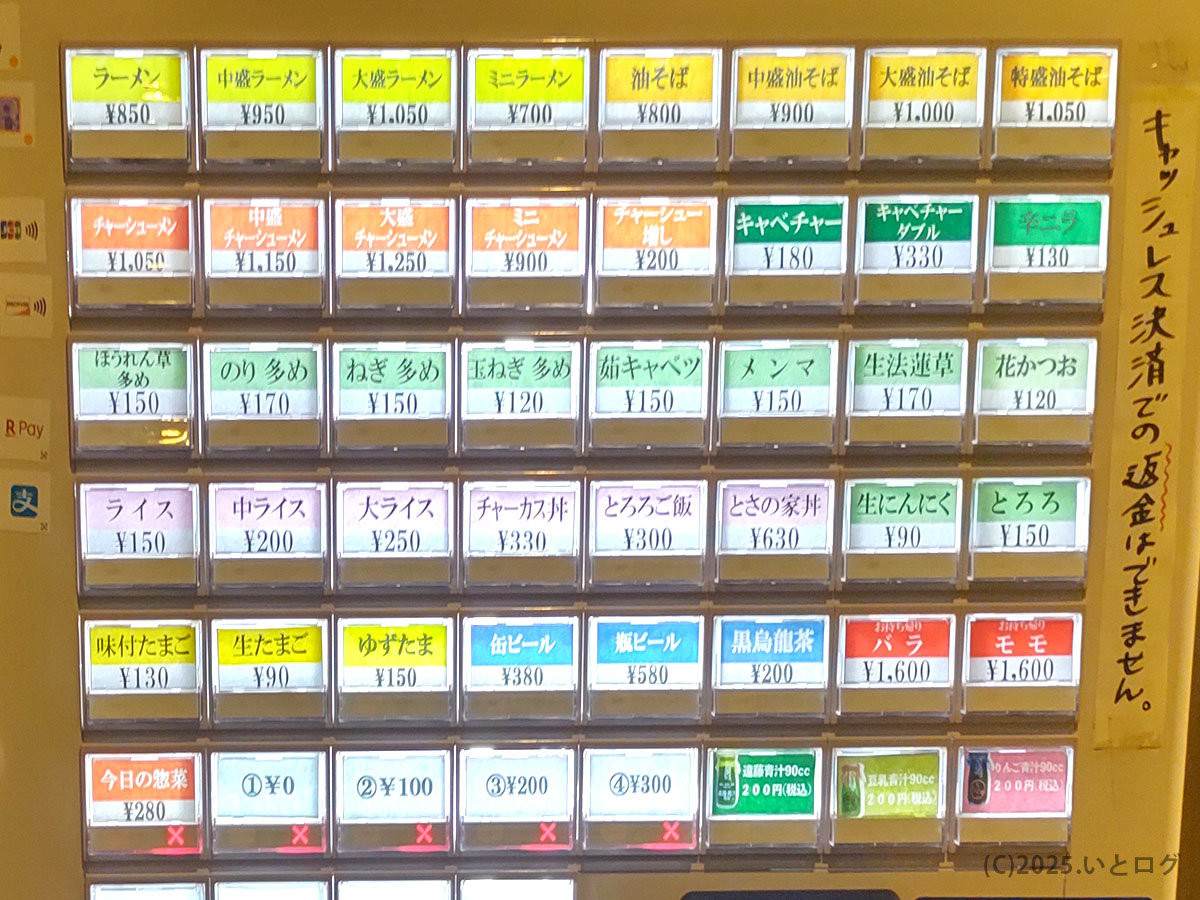 ラーメン
¥850
中盛ラーメン
¥950
大盛ラーメン
¥1,050
ミニラーメン
¥700
油そば
¥800
中盛油そば
¥900
大盛油そば
¥1,000
特盛油そば
¥1,050
チャーシューメン
¥1,050
中盛
チャーシューメン
¥1,150
大盛
チャーシューメン
¥1,250
ミニ
チャーシューメン
¥900
チャーシュー
増し
¥200
キャベチャー
¥180
キャベチャー
ダブル
¥330
辛ニラ
¥130
ほうれん草
多め
¥150
のり 多め
¥170
ねぎ 多め
¥150
玉ねぎ 多め
¥120
茹キャベツ
¥150
メンマ
¥150
生法蓮草
¥170
花かつお
¥120
ライス
¥150
中ライス
¥200
大ライス
¥250
チャーカス丼
¥330
とろろご飯
¥300
とさの家丼
¥630
生にんにく
¥90
とろろ
¥150
味付たまご
¥130
生たまご
¥90
ゆずたま
¥150
缶ビール
¥380
瓶ビール
¥580
黒烏龍茶
¥200
お持ち帰り
バラ
¥1,600
お持ち帰り
モモ
¥1,600
今日の惣菜
¥280
①¥0
②¥100
③¥200
④¥300
遠藤青汁90cc
200円(税込)
豆乳青汁90cc
200円(税込)
りんご青汁90cc
200円(税込)
キャッシュレス決済での返金はできません。
R Pay
支
(C)2025.いとログ